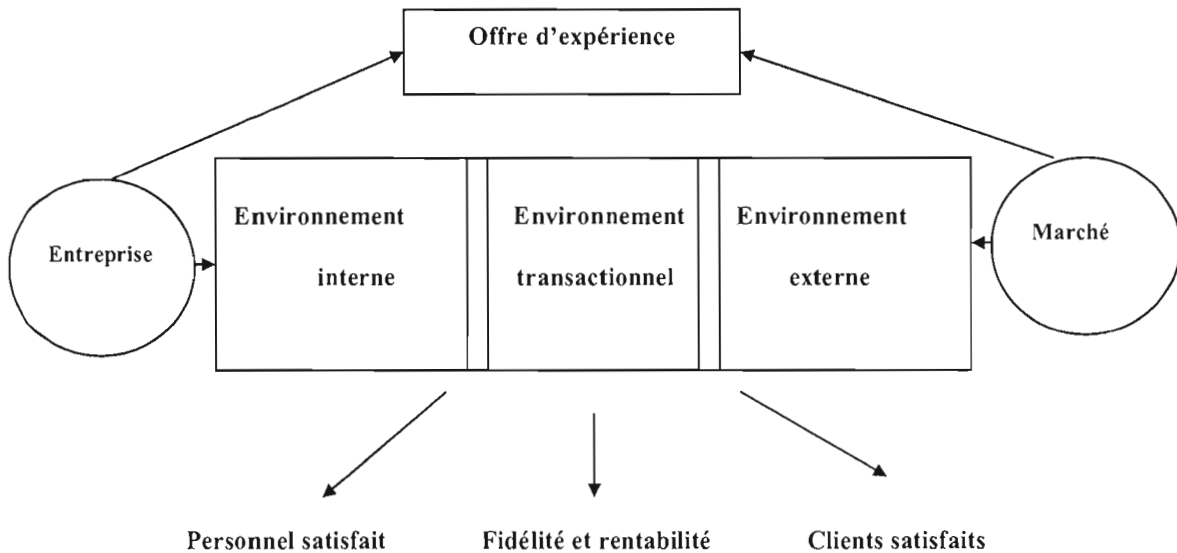 Offre d'expérience
Entreprise
Environnement
interne
Environnement
transactionnel
Environnement
externe
Marché
Personnel satisfait
Fidélité et rentabilité
Clients satisfaits